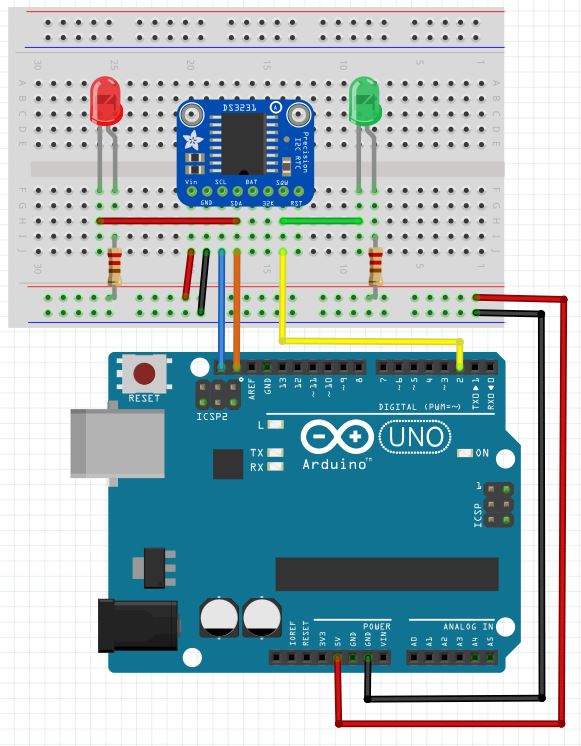 30 25 20 15 10 5 1
A
B
C
D
E
DS3231
Precision
I2C RTC
Vin GND SCL SDA BAT 32K SQW RST
F
G
H
I
J
30 25 20 15 10 5 1
RESET
ICSP2
AREF
GND
13
12
~11
~10
~9
8
7
~6
~5
4
~3
2
TX0▶1
RX0◀0
DIGITAL (PWM=~)
L
TX
RX
Arduino™
UNO
ON
1
ICSP
IOREF
RESET
3V3
5V
GND
GND
VIN
POWER
ANALOG IN
A0
A1
A2
A3
A4
A5